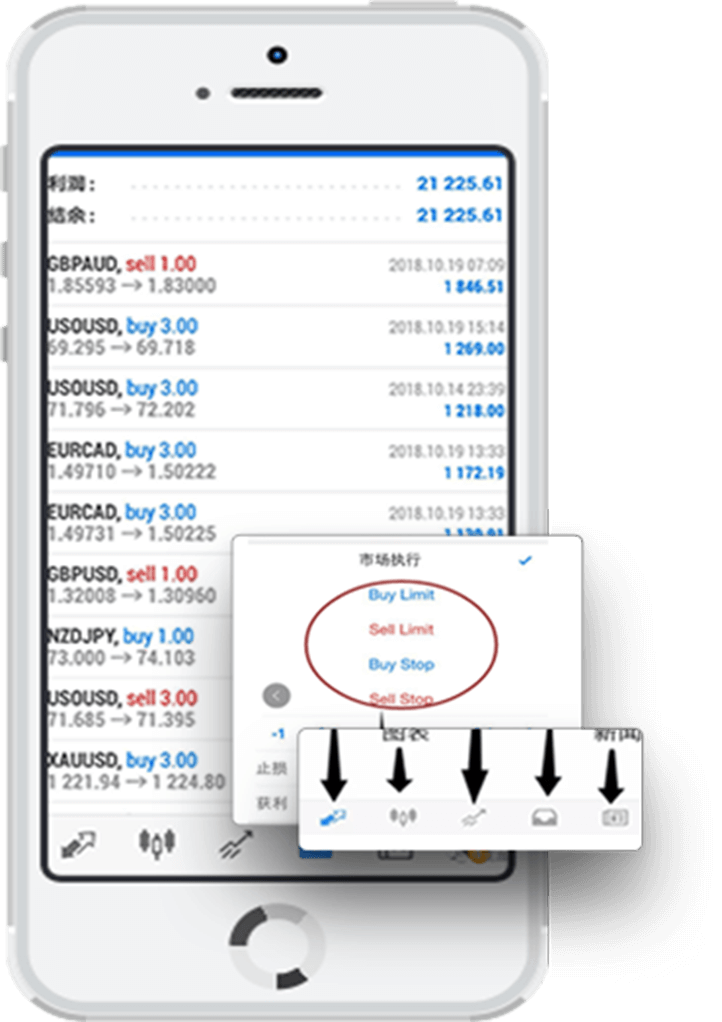 利润: 21 225.61
结余: 21 225.61
GBPAUD, sell 1.00 2018.10.19 07:09
1.85593 → 1.83000 1 846.51
USOUSD, buy 3.00 2018.10.19 15:14
69.295 → 69.718 1 269.00
USOUSD, buy 3.00 2018.10.14 23:39
71.796 → 72.202 1 218.00
EURCAD, buy 3.00 2018.10.19 13:33
1.49710 → 1.50222 1 172.19
EURCAD, buy 3.00 2018.10.19 13:33
1.49731 → 1.50225
GBPUSD, sell 1.00
1.32008 → 1.30960
NZDJPY, buy 1.00
73.000 → 74.103
USOUSD, sell 3.00
71.685 → 71.395
XAUUSD, buy 3.00
1 221.94 → 1 224.80
市场执行
Buy Limit
Sell Limit
Buy Stop
Sell Stop
-1
止损
获利
图表 新闻